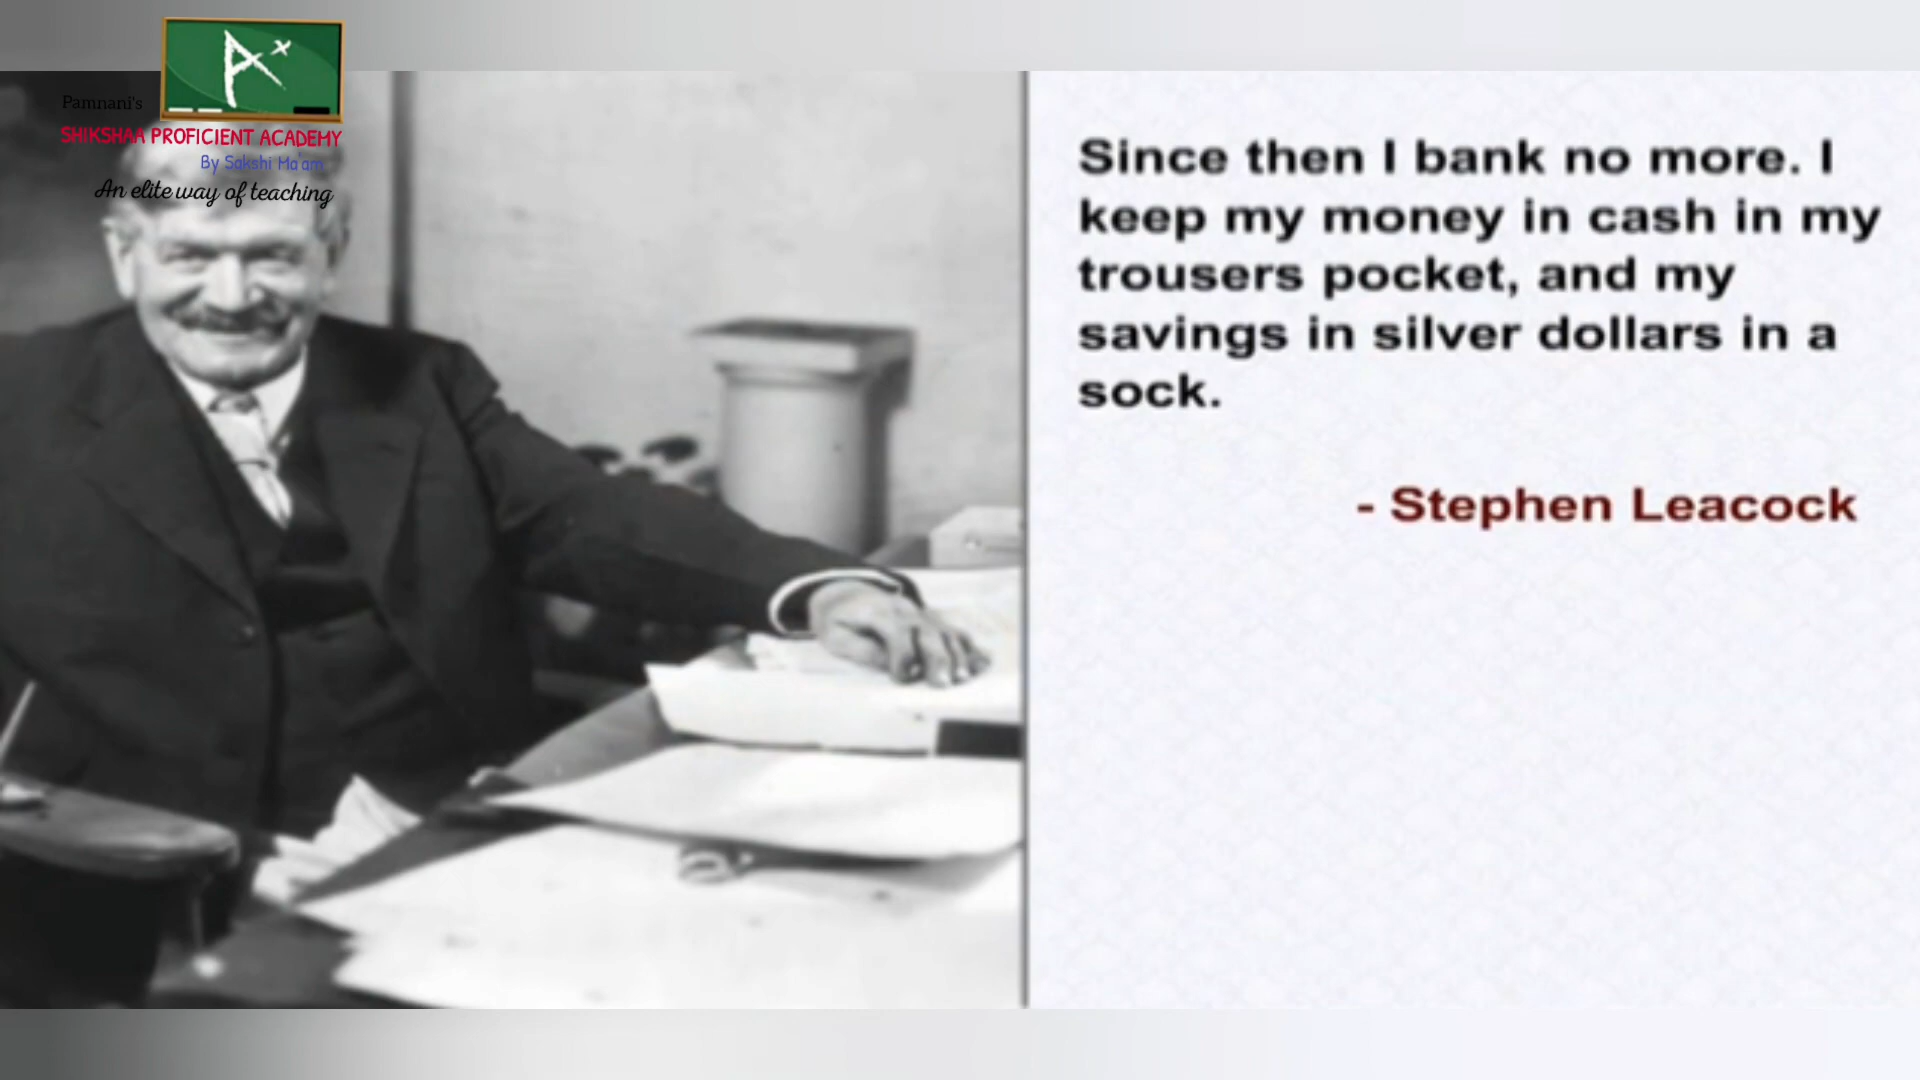 A+
Pamnani's
SHIKSHAA PROFICIENT ACADEMY
By Sakshi Ma'am
An elite way of teaching
Since then I bank no more. I
keep my money in cash in my
trousers pocket, and my
savings in silver dollars in a
sock.
- Stephen Leacock